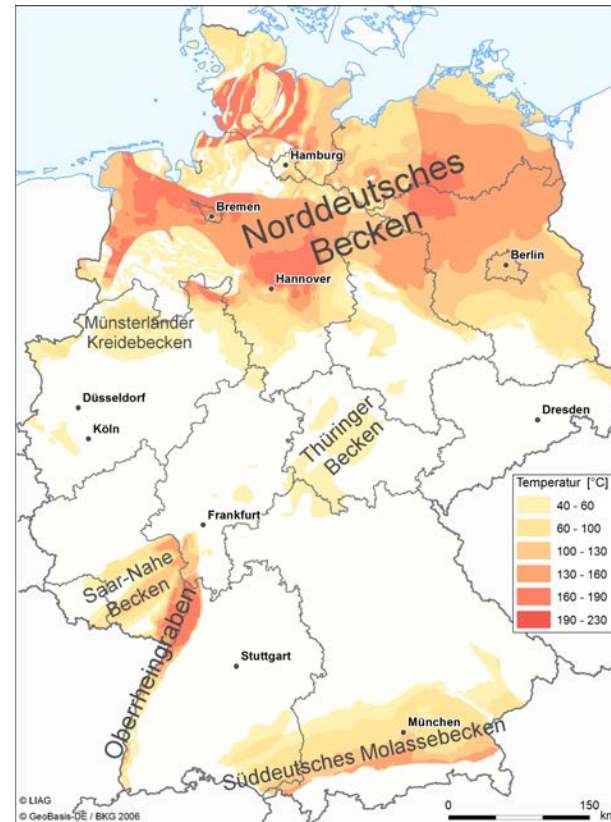 Hamburg
Norddeutsches
Becken
Bremen
Berlin
Hannover
Münsterländer
Kreidebecken
Düsseldorf
Köln
Thüringer
Becken
Dresden
Temperatur [°C]
40 - 60
60 - 100
100 - 130
130 - 160
160 - 190
190 - 230
Frankfurt
Saar-Nahe
Becken
Oberrheingraben
Stuttgart
München
Süddeutsches Molassebecken
© LIAG
© GeoBasis-DE / BKG 2006
0 150
km